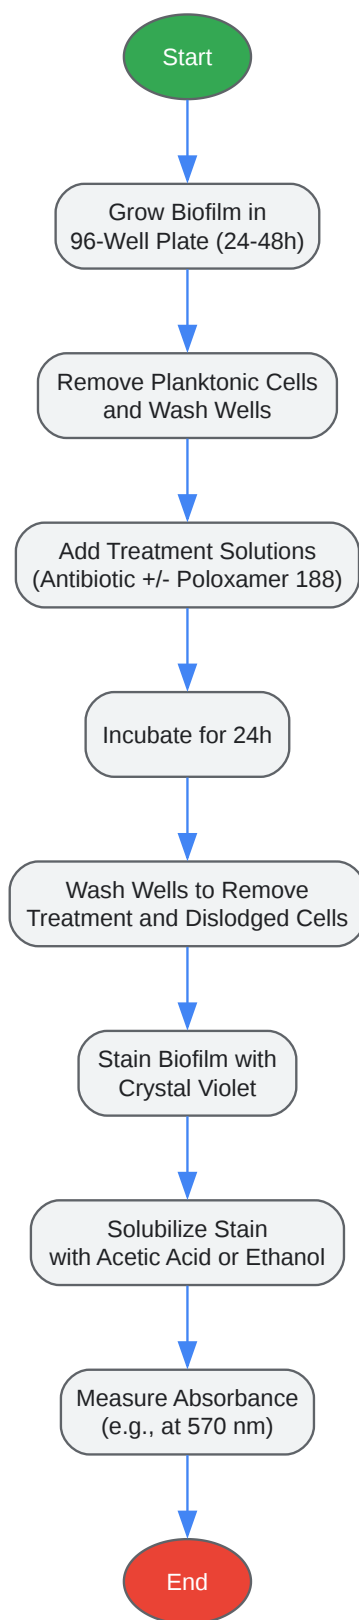 Start
Grow Biofilm in
96-Well Plate (24-48h)
Remove Planktonic Cells
and Wash Wells
Add Treatment Solutions
(Antibiotic +/- Poloxamer 188)
Incubate for 24h
Wash Wells to Remove
Treatment and Dislodged Cells
Stain Biofilm with
Crystal Violet
Solubilize Stain
with Acetic Acid or Ethanol
Measure Absorbance
(e.g., at 570 nm)
End